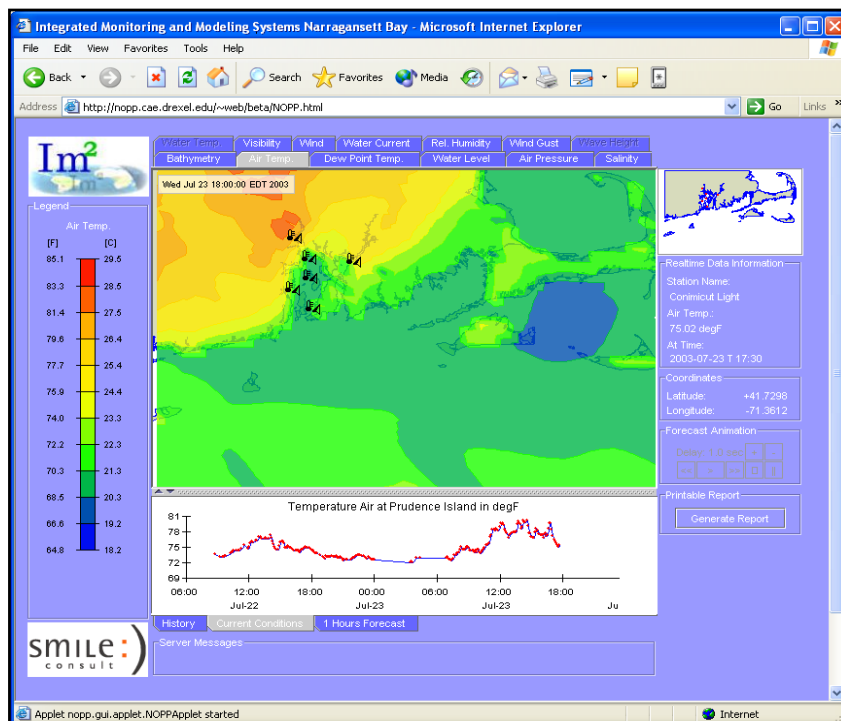 Integrated Monitoring and Modeling Systems Narragansett Bay - Microsoft Internet Explorer
File Edit View Favorites Tools Help
Back Search Favorites Media
Address http://nopp.cae.drexel.edu/~web/beta/NOPP.html Go Links »
Im2
Water Temp. Visibility Wind Water Current Rel. Humidity Wind Gust Wave Height
Bathymetry Air Temp. Dew Point Temp. Water Level Air Pressure Salinity
Wed Jul 23 18:00:00 EDT 2003
Legend
Air Temp.
[F] [C]
85.1 29.5
83.3 28.5
81.4 27.5
79.6 26.4
77.7 25.4
75.9 24.4
74.0 23.3
72.2 22.3
70.3 21.3
68.5 20.3
66.6 19.2
64.8 18.2
Realtime Data Information
Station Name:
Conimicut Light
Air Temp.:
75.02 degF
At Time:
2003-07-23 T 17:30
Coordinates
Latitude: +41.7298
Longitude: -71.3612
Forecast Animation
Delay: 1.0 sec + -
Printable Report
Generate Report
Temperature Air at Prudence Island in degF
81
78
75
72
69
06:00 12:00 18:00 00:00 06:00 12:00 18:00
Jul-22 Jul-23 Jul-23 Ju
History Current Conditions 1 Hours Forecast
Server Messages
smile:)
consult
Applet nopp.gui.applet.NOPPApplet started Internet